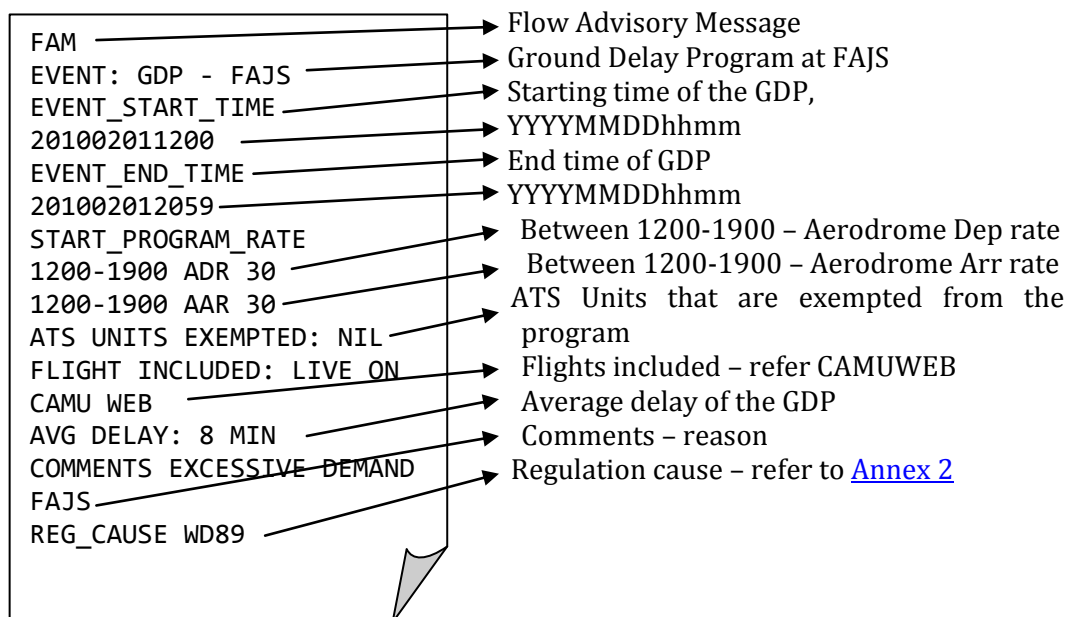 FAM
EVENT: GDP - FAJS
EVENT_START_TIME
201002011200
EVENT_END_TIME
201002012059
START_PROGRAM_RATE
1200-1900 ADR 30
1200-1900 AAR 30
ATS UNITS EXEMPTED: NIL
FLIGHT INCLUDED: LIVE ON
CAMU WEB
AVG DELAY: 8 MIN
COMMENTS EXCESSIVE DEMAND
FAJS
REG_CAUSE WD89
Flow Advisory Message
Ground Delay Program at FAJS
Starting time of the GDP,
YYYYMMDDhhmm
End time of GDP
YYYYMMDDhhmm
Between 1200-1900 – Aerodrome Dep rate
Between 1200-1900 – Aerodrome Arr rate
ATS Units that are exempted from the
program
Flights included – refer CAMUWEB
Average delay of the GDP
Comments – reason
Regulation cause – refer to Annex 2